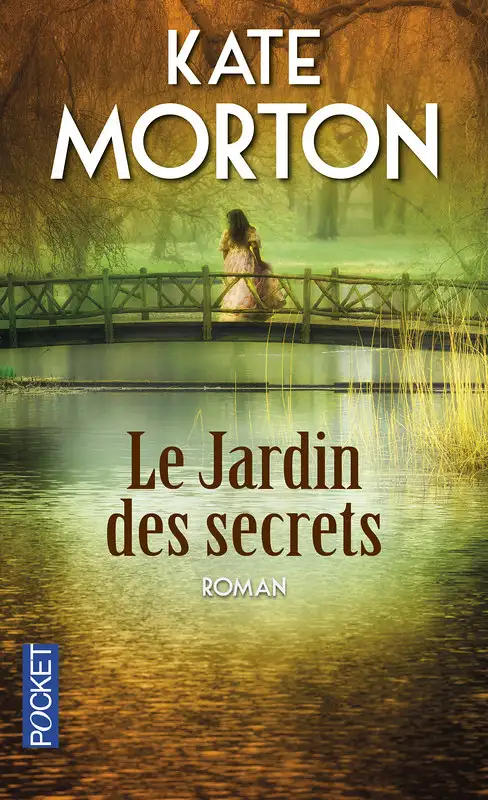 KATE
MORTON
Le Jardin
des secrets
ROMAN
POCKET